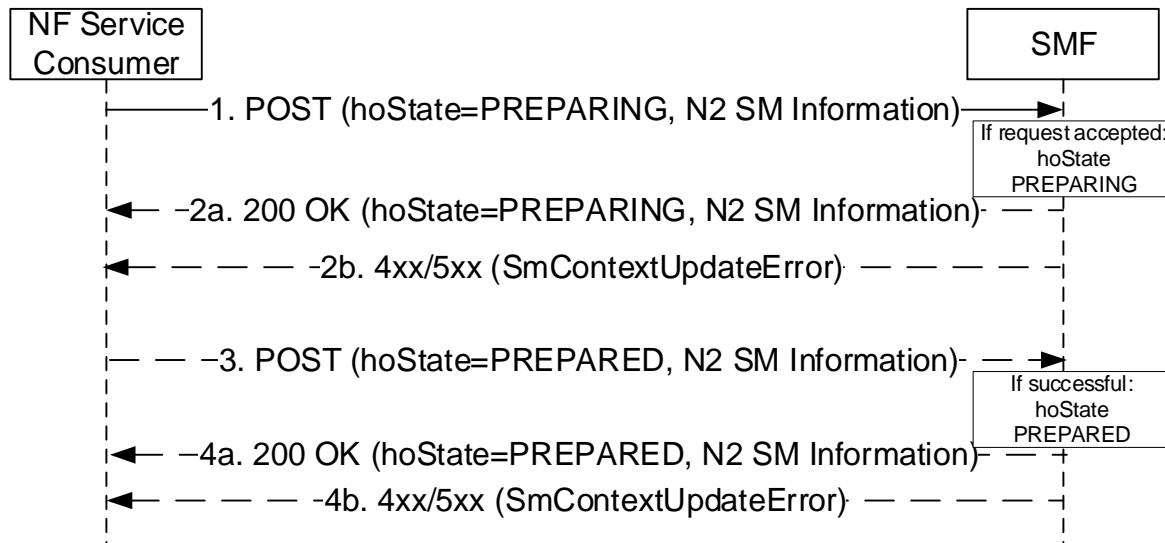 NF Service
Consumer
SMF
1. POST (hoState=PREPARING, N2 SM Information)
If request accepted:
hoState
PREPARING
2a. 200 OK (hoState=PREPARING, N2 SM Information)
2b. 4xx/5xx (SmContextUpdateError)
3. POST (hoState=PREPARED, N2 SM Information)
If successful:
hoState
PREPARED
4a. 200 OK (hoState=PREPARED, N2 SM Information)
4b. 4xx/5xx (SmContextUpdateError)